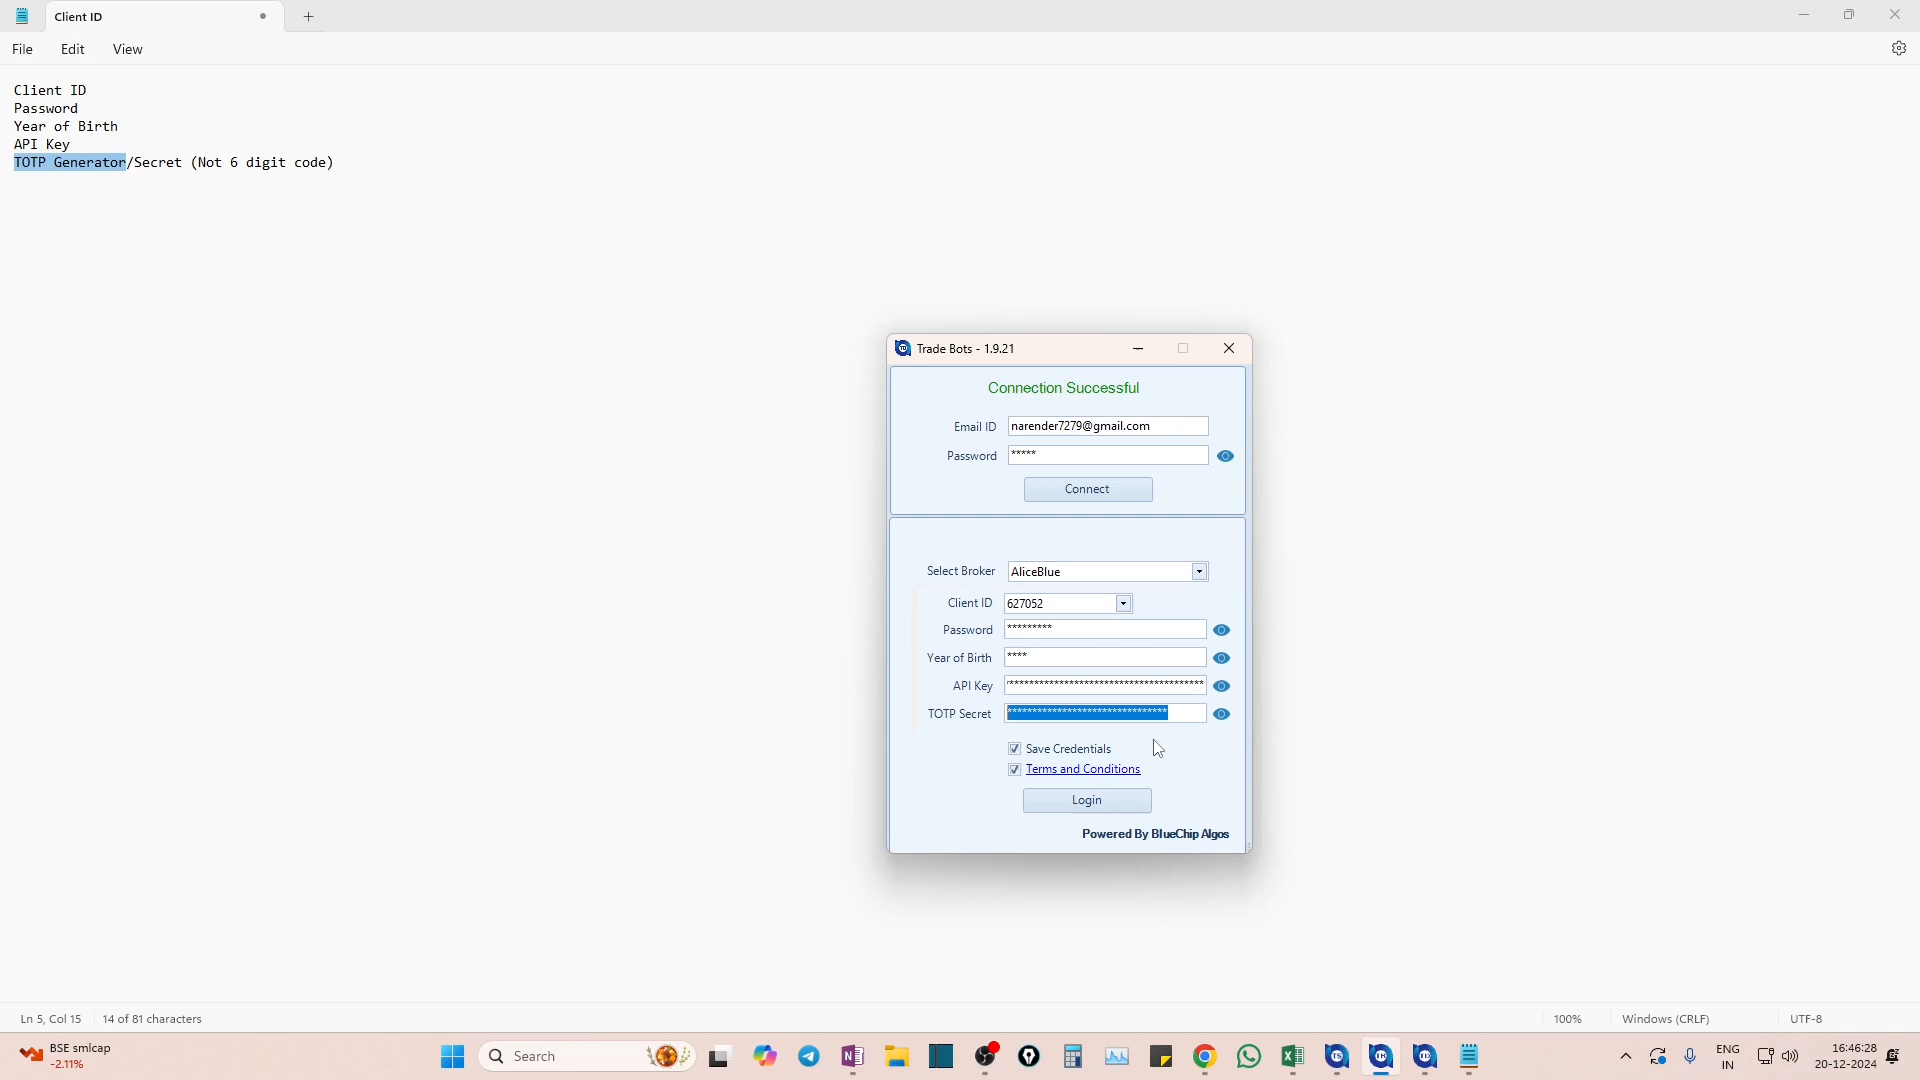 Client ID
File Edit View
Client ID
Password
Year of Birth
API Key
TOTP Generator/Secret (Not 6 digit code)
Trade Bots - 1.9.21
Connection Successful
Email ID narender7279@gmail.com
Password *****
Connect
Select Broker AliceBlue
Client ID 627052
Password *********
Year of Birth ****
API Key ****************************************
TOTP Secret ********************************
Save Credentials
Terms and Conditions
Login
Powered By BlueChip Algos
Ln 5, Col 15 14 of 81 characters 100% Windows (CRLF) UTF-8
BSE smlcap
-2.11%
Search
ENG
IN
16:46:28
20-12-2024